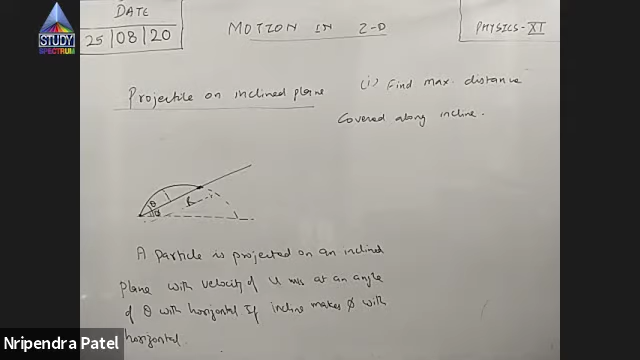 STUDY
SPECTRUM
DATE
25/08/20
MOTION IN 2-D
PHYSICS-XI
Projectile on inclined plane
(i) Find max. distance
covered along incline.
θ
R
A particle is projected on an inclined
plane with velocity of u m/s at an angle
of θ with horizontal If incline makes φ with
horizontal.
Nripendra Patel